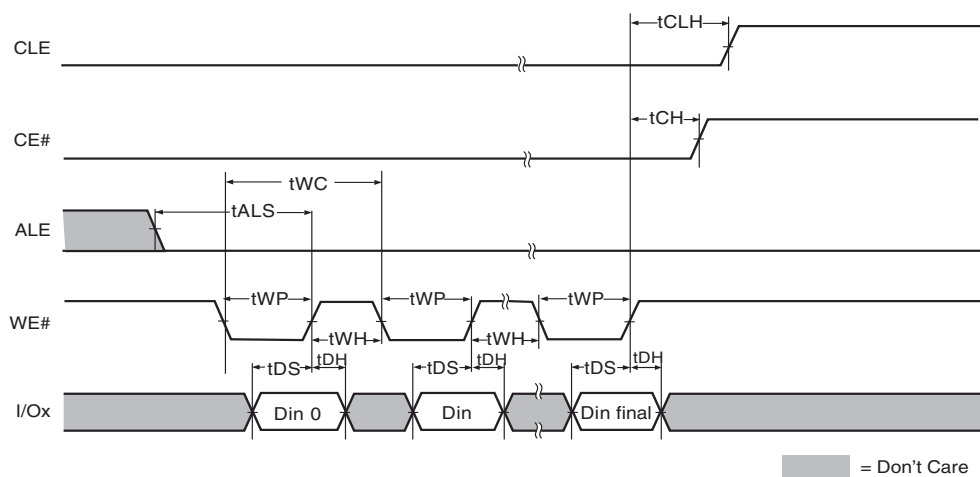 tCLH
CLE
tCH
CE#
tWC
tALS
ALE
tWP tWP tWP
WE#
tWH tWH
tDS tDH tDS tDH tDS tDH
I/Ox Din 0 Din Din final
= Don't Care